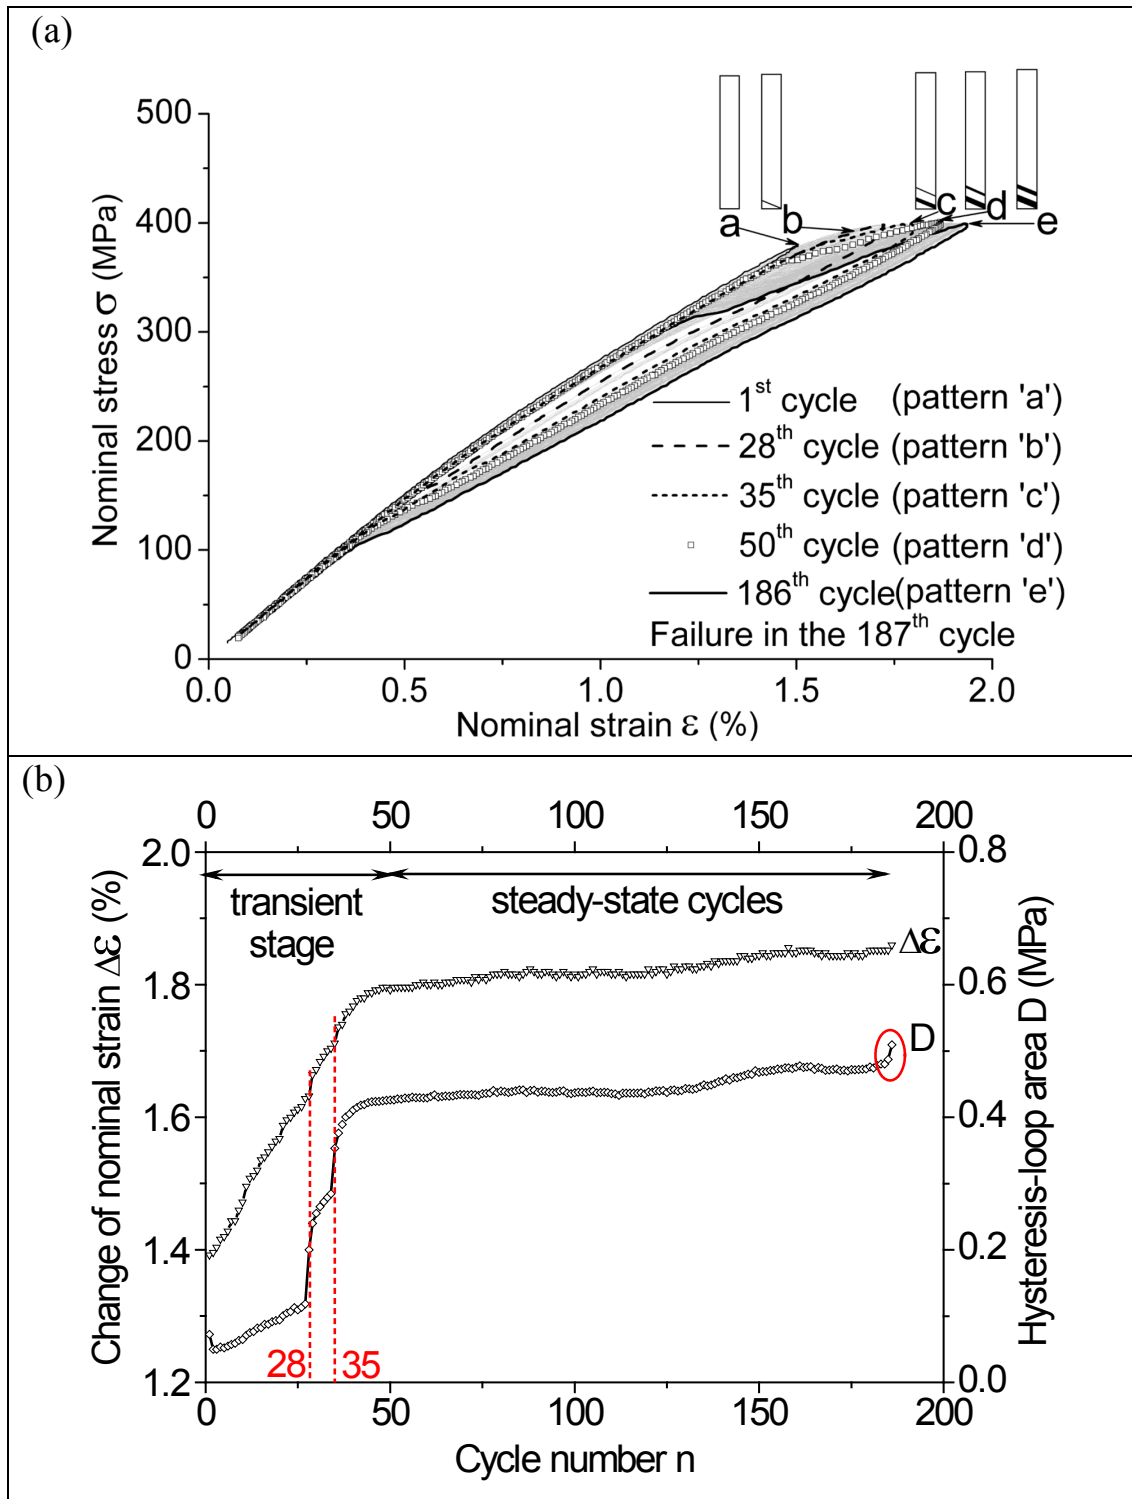 (a)
500
400
300
200
100
0
Nominal stress σ (MPa)
a
b
c
d
e
1st cycle (pattern 'a')
28th cycle (pattern 'b')
35th cycle (pattern 'c')
50th cycle (pattern 'd')
186th cycle(pattern 'e')
Failure in the 187th cycle
0.0 0.5 1.0 1.5 2.0
Nominal strain ε (%)
(b)
0 50 100 150 200
2.0
1.8
1.6
1.4
1.2
Change of nominal strain Δε (%)
0.8
0.6
0.4
0.2
0.0
Hysteresis-loop area D (MPa)
transient
stage
steady-state cycles
Δε
D
28
35
0 50 100 150 200
Cycle number n